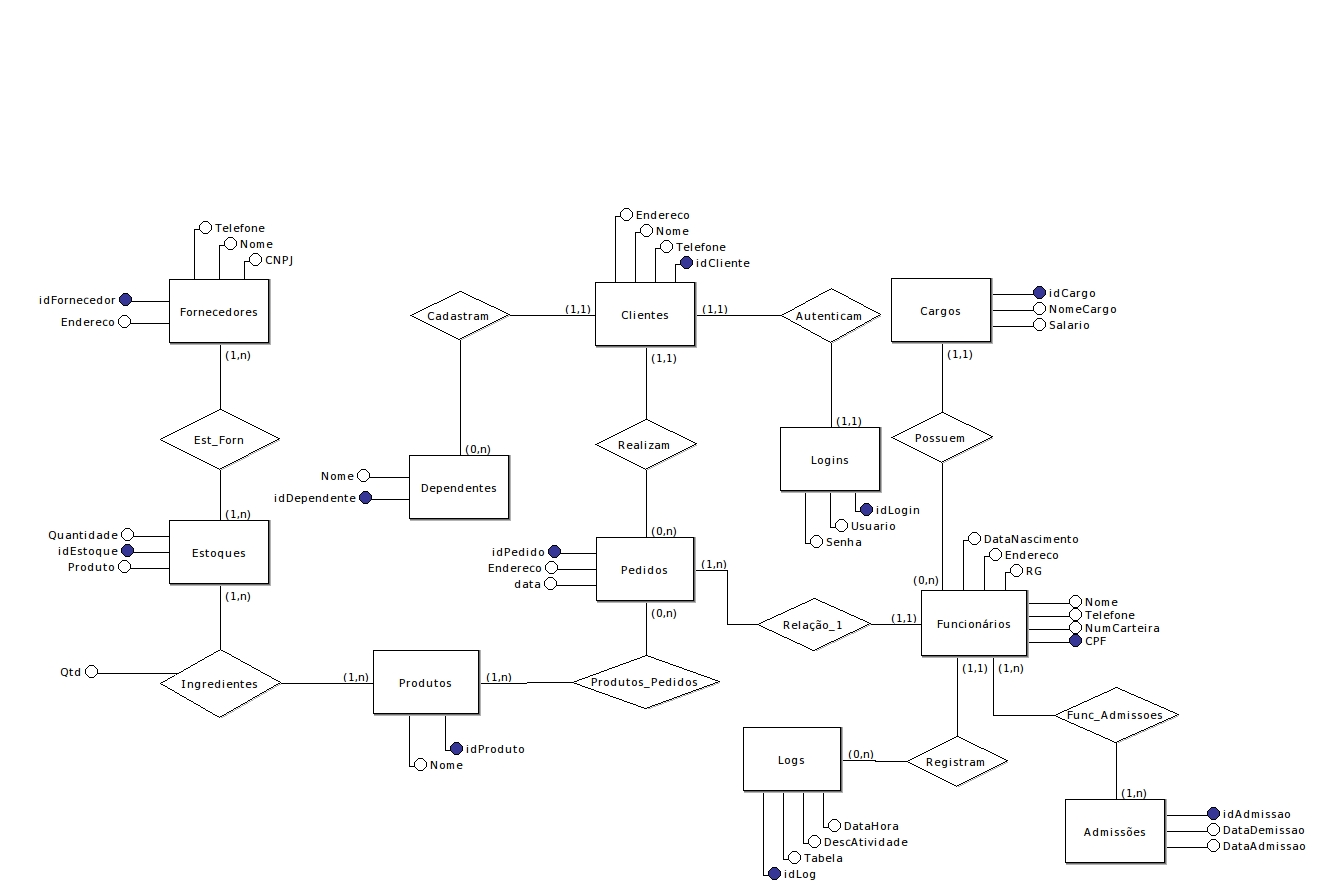 Endereco
Nome
Telefone
idCliente
Telefone
Nome
CNPJ
idFornecedor
Endereco
Fornecedores
(1,n)
Cadastram
(1,1)
Clientes
(1,1)
(1,1)
Autenticam
Cargos
idCargo
NomeCargo
Salario
(1,1)
Est_Forn
(1,n)
Realizam
(0,n)
(1,1)
Logins
idLogin
Usuario
Senha
Possuem
(0,n)
(0,n)
Nome
idDependente
Dependentes
Quantidade
idEstoque
Produto
Estoques
(1,n)
idPedido
Endereco
data
Pedidos
(1,n)
(0,n)
Relação_1
(1,1)
DataNascimento
Endereco
RG
Funcionários
Nome
Telefone
NumCarteira
CPF
(1,1)
(1,n)
Qtd
Ingredientes
(1,n)
Produtos
(1,n)
Produtos_Pedidos
idProduto
Nome
Func_Admissoes
Logs
(0,n)
Registram
DataHora
DescAtividade
Tabela
idLog
(1,n)
Admissões
idAdmissao
DataDemissao
DataAdmissao